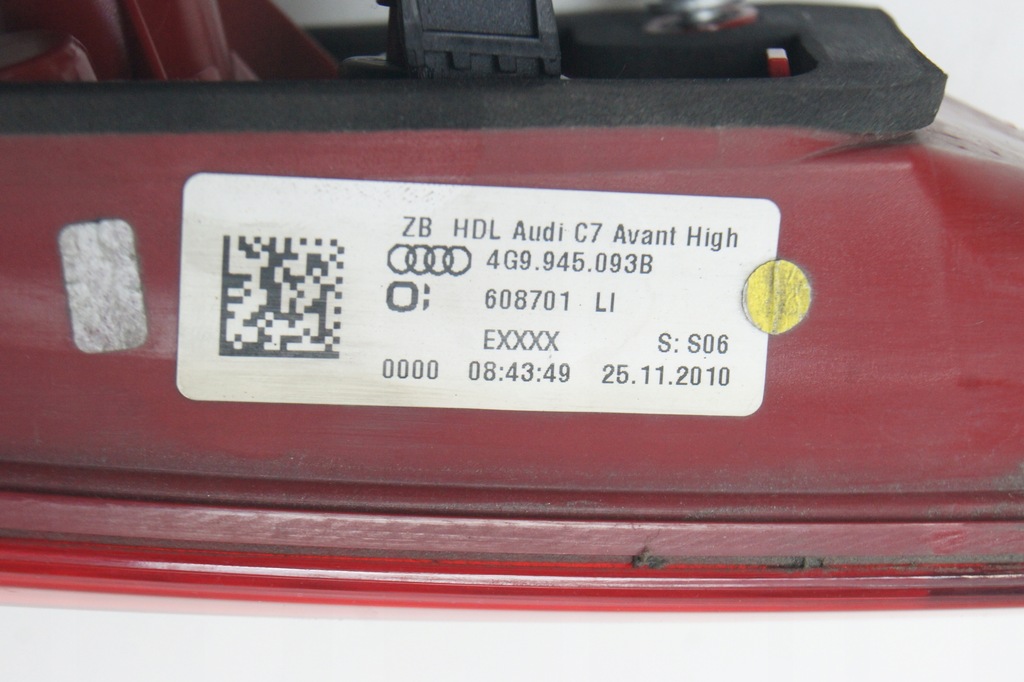 ZB HDL Audi C7 Avant High
4G9.945.093B
608701 LI
EXXXX S: S06
0000 08:43:49 25.11.2010